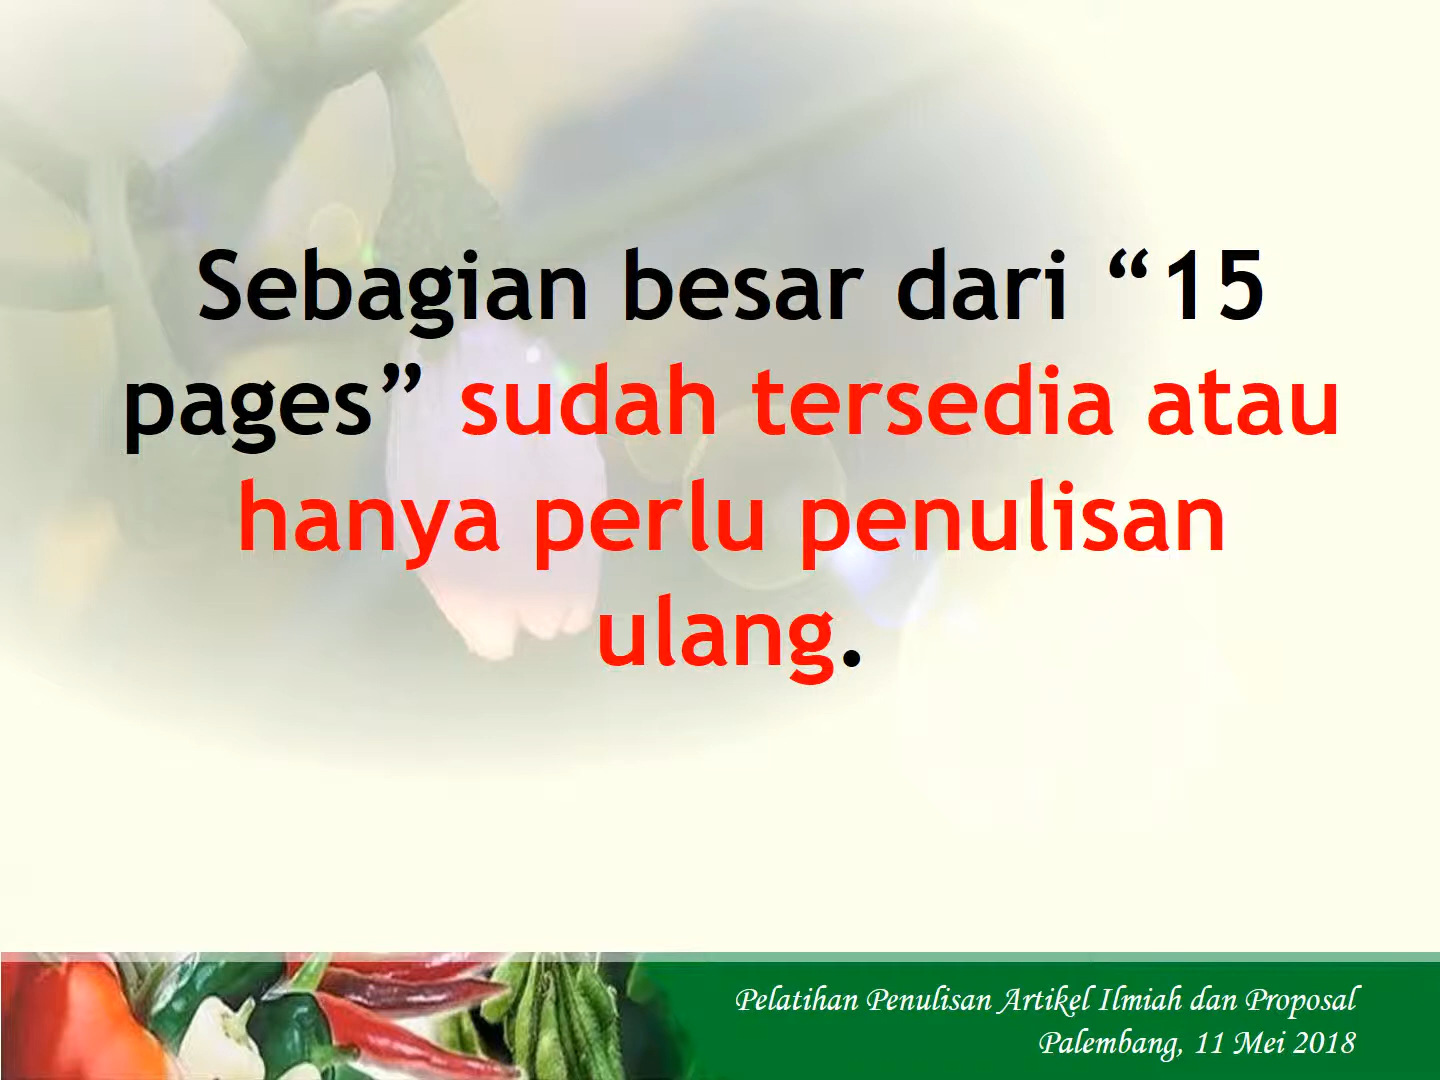 Sebagian besar dari “15
pages” sudah tersedia atau
hanya perlu penulisan
ulang.
Pelatihan Penulisan Artikel Ilmiah dan Proposal
Palembang, 11 Mei 2018